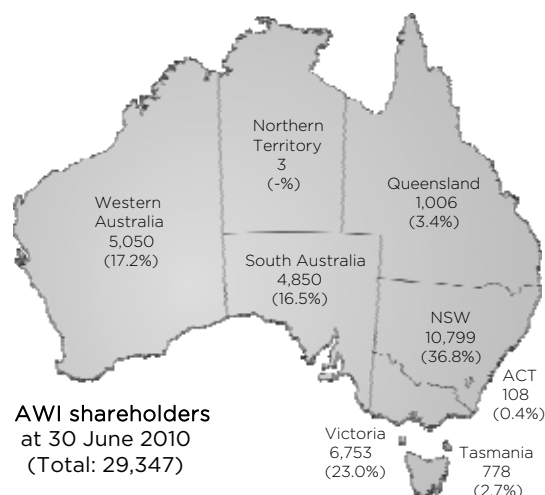 Northern
Territory
3
(-%)
Queensland
1,006
(3.4%)
Western
Australia
5,050
(17.2%)
South Australia
4,850
(16.5%)
NSW
10,799
(36.8%)
ACT
108
(0.4%)
AWI shareholders
at 30 June 2010
(Total: 29,347)
Victoria
6,753
(23.0%)
Tasmania
778
(2.7%)